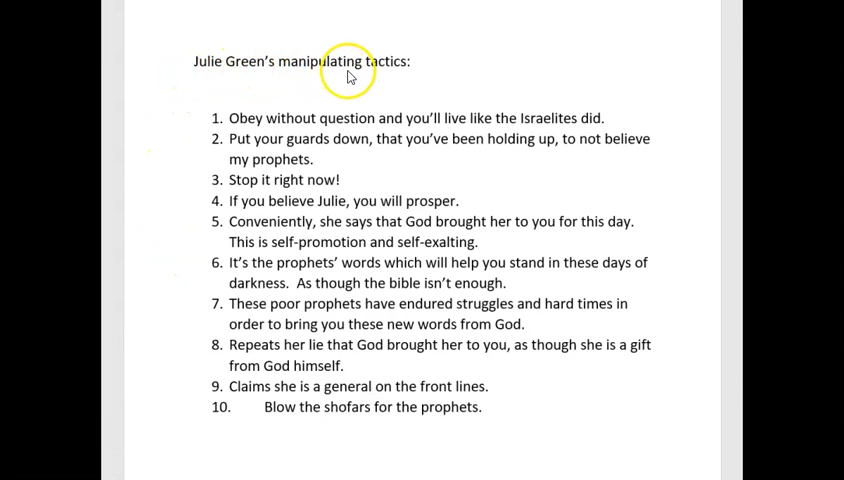 Julie Green's manipulating tactics:
1. Obey without question and you'll live like the Israelites did.
2. Put your guards down, that you've been holding up, to not believe
my prophets.
3. Stop it right now!
4. If you believe Julie, you will prosper.
5. Conveniently, she says that God brought her to you for this day.
This is self-promotion and self-exalting.
6. It's the prophets' words which will help you stand in these days of
darkness.  As though the bible isn't enough.
7. These poor prophets have endured struggles and hard times in
order to bring you these new words from God.
8. Repeats her lie that God brought her to you, as though she is a gift
from God himself.
9. Claims she is a general on the front lines.
10. Blow the shofars for the prophets.